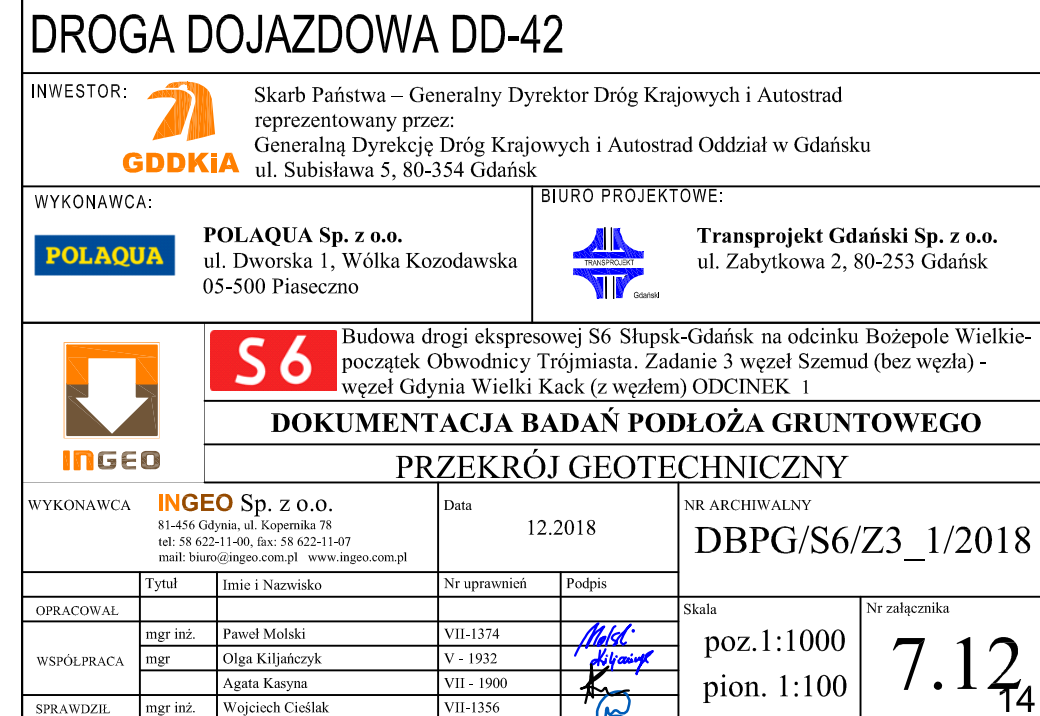 DROGA DOJAZDOWA DD-42
INWESTOR:
GDDKiA
Skarb Państwa – Generalny Dyrektor Dróg Krajowych i Autostrad
reprezentowany przez:
Generalną Dyrekcję Dróg Krajowych i Autostrad Oddział w Gdańsku
ul. Subisława 5, 80-354 Gdańsk
WYKONAWCA:
POLAQUA
POLAQUA Sp. z o.o.
ul. Dworska 1, Wólka Kozodawska
05-500 Piaseczno
BIURO PROJEKTOWE:
TRANSPROJEKT
Gdański
Transprojekt Gdański Sp. z o.o.
ul. Zabytkowa 2, 80-253 Gdańsk
INGEO
S6
Budowa drogi ekspresowej S6 Słupsk-Gdańsk na odcinku Bożepole Wielkie-
początek Obwodnicy Trójmiasta. Zadanie 3 węzeł Szemud (bez węzła) -
węzeł Gdynia Wielki Kack (z węzłem) ODCINEK 1
DOKUMENTACJA BADAŃ PODŁOŻA GRUNTOWEGO
PRZEKRÓJ GEOTECHNICZNY
WYKONAWCA
INGEO Sp. z o.o.
81-456 Gdynia, ul. Kopernika 78
tel: 58 622-11-00, fax: 58 622-11-07
mail: biuro@ingeo.com.pl www.ingeo.com.pl
Data
12.2018
NR ARCHIWALNY
DBPG/S6/Z3_1/2018
Tytuł Imie i Nazwisko Nr uprawnień Podpis
OPRACOWAŁ
WSPÓŁPRACA
mgr inż. Paweł Molski VII-1374 Molski
mgr Olga Kiljańczyk V - 1932 Kiljańczyk
Agata Kasyna VII - 1900
SPRAWDZIŁ mgr inż. Wojciech Cieślak VII-1356
Skala
poz.1:1000
pion. 1:100
Nr załącznika
7.12
14